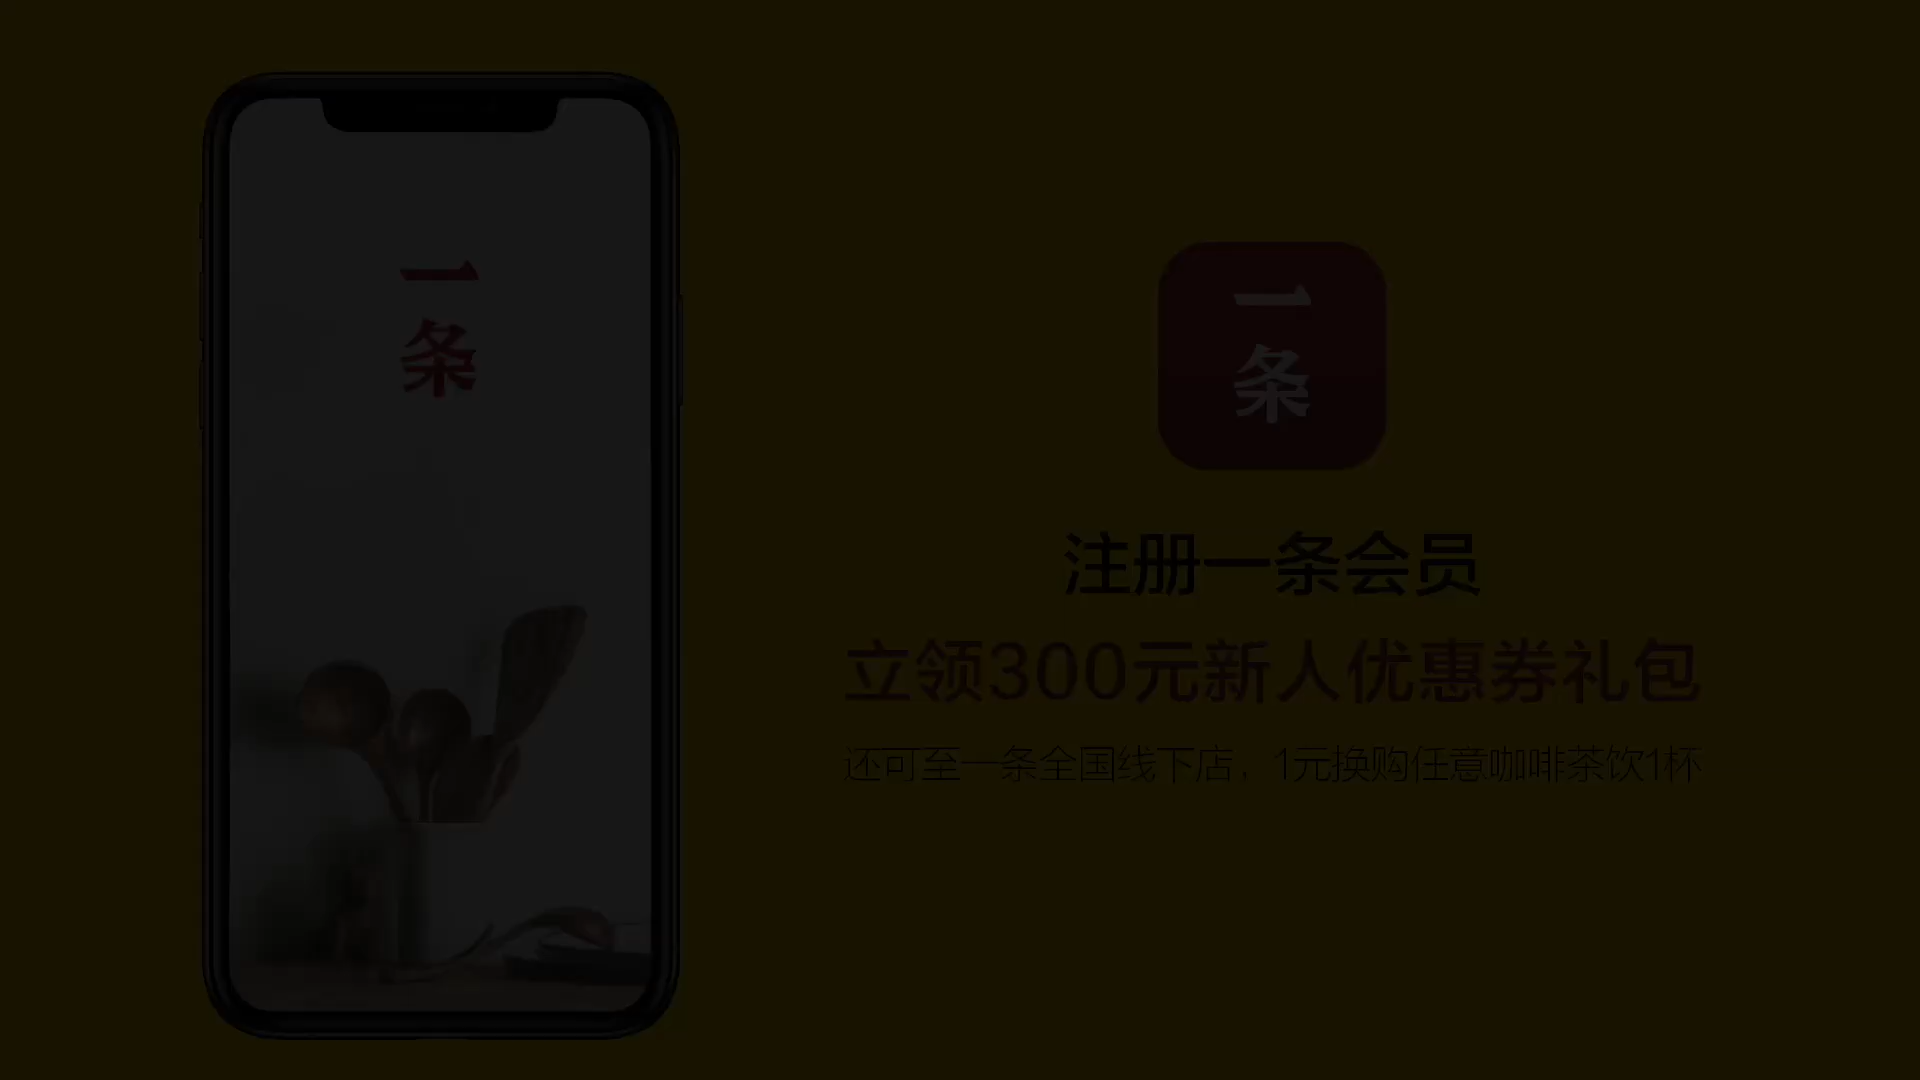 一
条
一
条
注册一条会员
立领300元新人优惠券礼包
还可至一条全国线下店，1元换购任意咖啡茶饮1杯